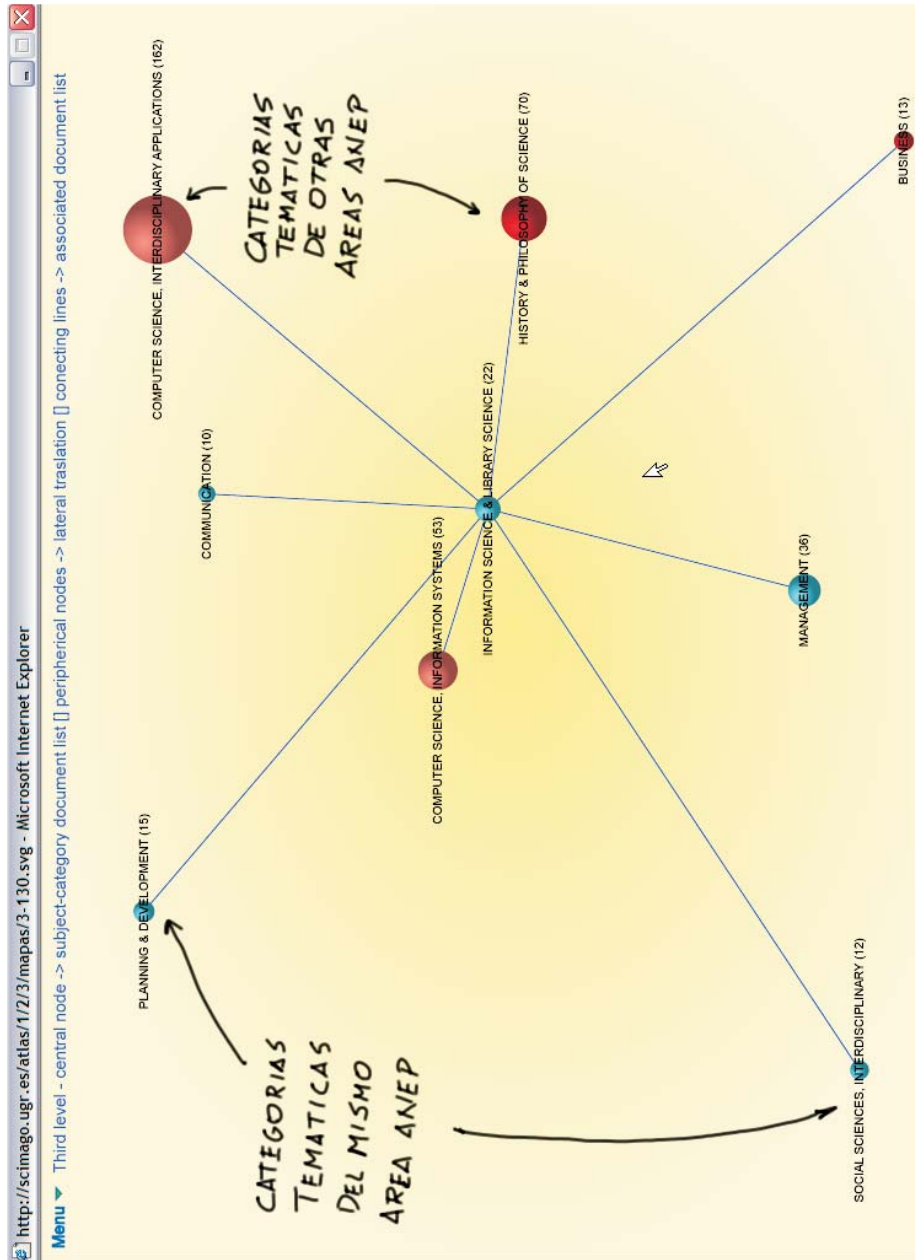 http://scimago.ugr.es/atlas/1/2/3/mapas/3-130.svg - Microsoft Internet Explorer
Menu Third level - central node -> subject-category document list [] peripherical nodes -> lateral traslation [] conecting lines -> associated document list
COMPUTER SCIENCE, INTERDISCIPLINARY APPLICATIONS (162)
PLANNING & DEVELOPMENT (15)
COMMUNICATION (10)
CATEGORIAS
TEMATICAS
DE OTRAS
AREAS ANEP
COMPUTER SCIENCE, INFORMATION SYSTEMS (53)
INFORMATION SCIENCE & LIBRARY SCIENCE (22)
HISTORY & PHILOSOPHY OF SCIENCE (70)
CATEGORIAS
TEMATICAS
DEL MISMO
AREA ANEP
MANAGEMENT (36)
SOCIAL SCIENCES, INTERDISCIPLINARY (12)
BUSINESS (13)